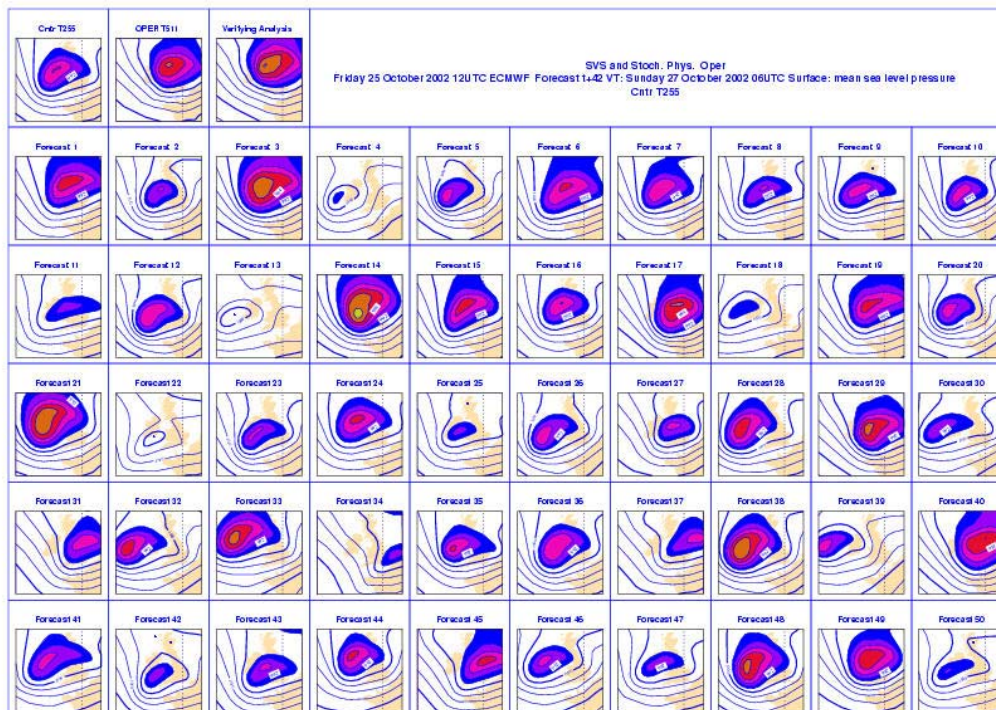 Cntr T255
OPER T511
Verifying Analysis
SVS and Stoch. Phys. Oper
Friday 25 October 2002 12UTC ECMWF Forecast t+42 VT: Sunday 27 October 2002 06UTC Surface: mean sea level pressure
Cntr T255
Forecast 1
Forecast 2
Forecast 3
Forecast 4
Forecast 5
Forecast 6
Forecast 7
Forecast 8
Forecast 9
Forecast 10
Forecast 11
Forecast 12
Forecast 13
Forecast 14
Forecast 15
Forecast 16
Forecast 17
Forecast 18
Forecast 19
Forecast 20
Forecast 21
Forecast 22
Forecast 23
Forecast 24
Forecast 25
Forecast 26
Forecast 27
Forecast 28
Forecast 29
Forecast 30
Forecast 31
Forecast 32
Forecast 33
Forecast 34
Forecast 35
Forecast 36
Forecast 37
Forecast 38
Forecast 39
Forecast 40
Forecast 41
Forecast 42
Forecast 43
Forecast 44
Forecast 45
Forecast 46
Forecast 47
Forecast 48
Forecast 49
Forecast 50